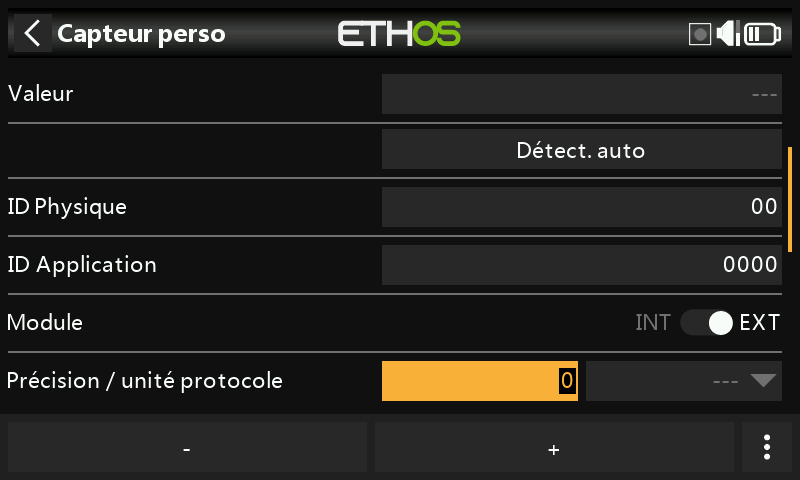 Capteur perso ETHOS
Valeur ---
Détect. auto
ID Physique 00
ID Application 0000
Module INT EXT
Précision / unité protocole 0 ---
- +